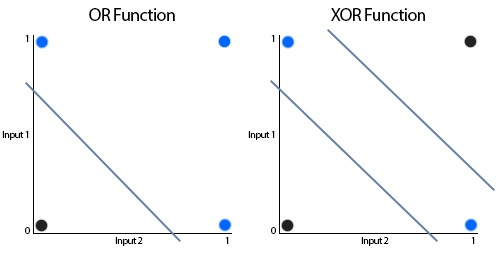 OR Function
1
Input 1
0
Input 2
1
XOR Function
1
Input 1
0
Input 2
1